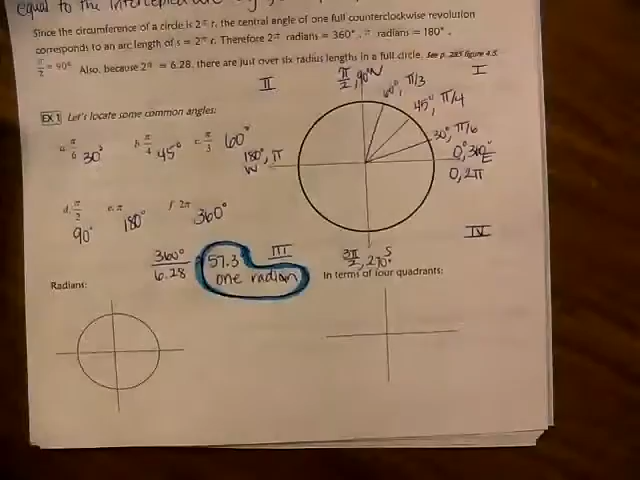 equal to the intercepted arc
Since the circumference of a circle is 2π r, the central angle of one full counterclockwise revolution
corresponds to an arc length of s = 2π r. Therefore 2π radians = 360°, π radians = 180°,
π/2 = 90° Also, because 2π ≈ 6.28, there are just over six radius lengths in a full circle. See p. 283 figure 4.5.
II
π/2, 90° N
I
60°, π/3
EX 1 Let's locate some common angles:
45°, π/4
a. π/6 30° b. π/4 45° c. π/3 60°
30°, π/6
180°, π
W
0°, 360°
E
0, 2π
d. π/2 90° e. π 180° f. 2π 360°
IV
360°/6.28 57.3
one radian
III
3π/2, 270° S
Radians:
In terms of four quadrants: